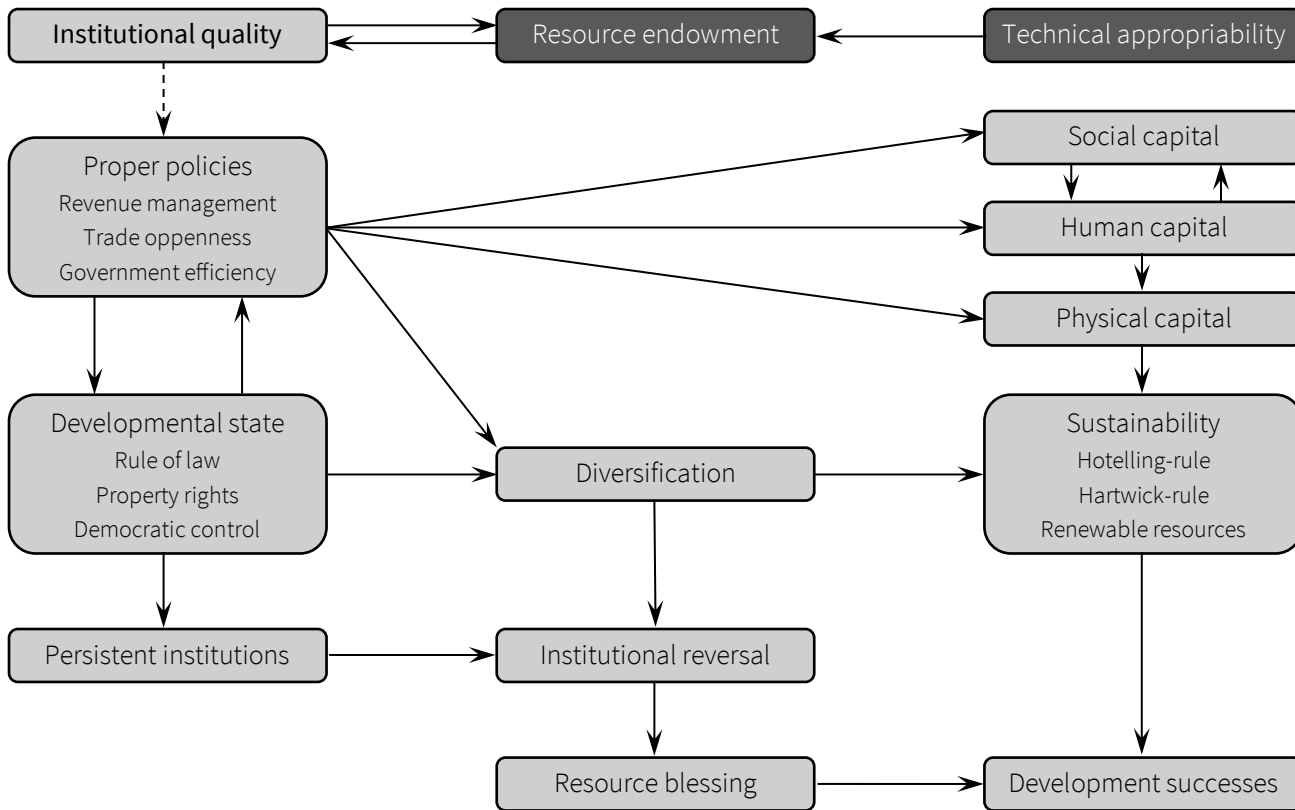 Institutional quality
Resource endowment
Technical appropriability
Proper policies
Revenue management
Trade oppenness
Government efficiency
Social capital
Human capital
Physical capital
Developmental state
Rule of law
Property rights
Democratic control
Diversification
Sustainability
Hotelling-rule
Hartwick-rule
Renewable resources
Persistent institutions
Institutional reversal
Resource blessing
Development successes